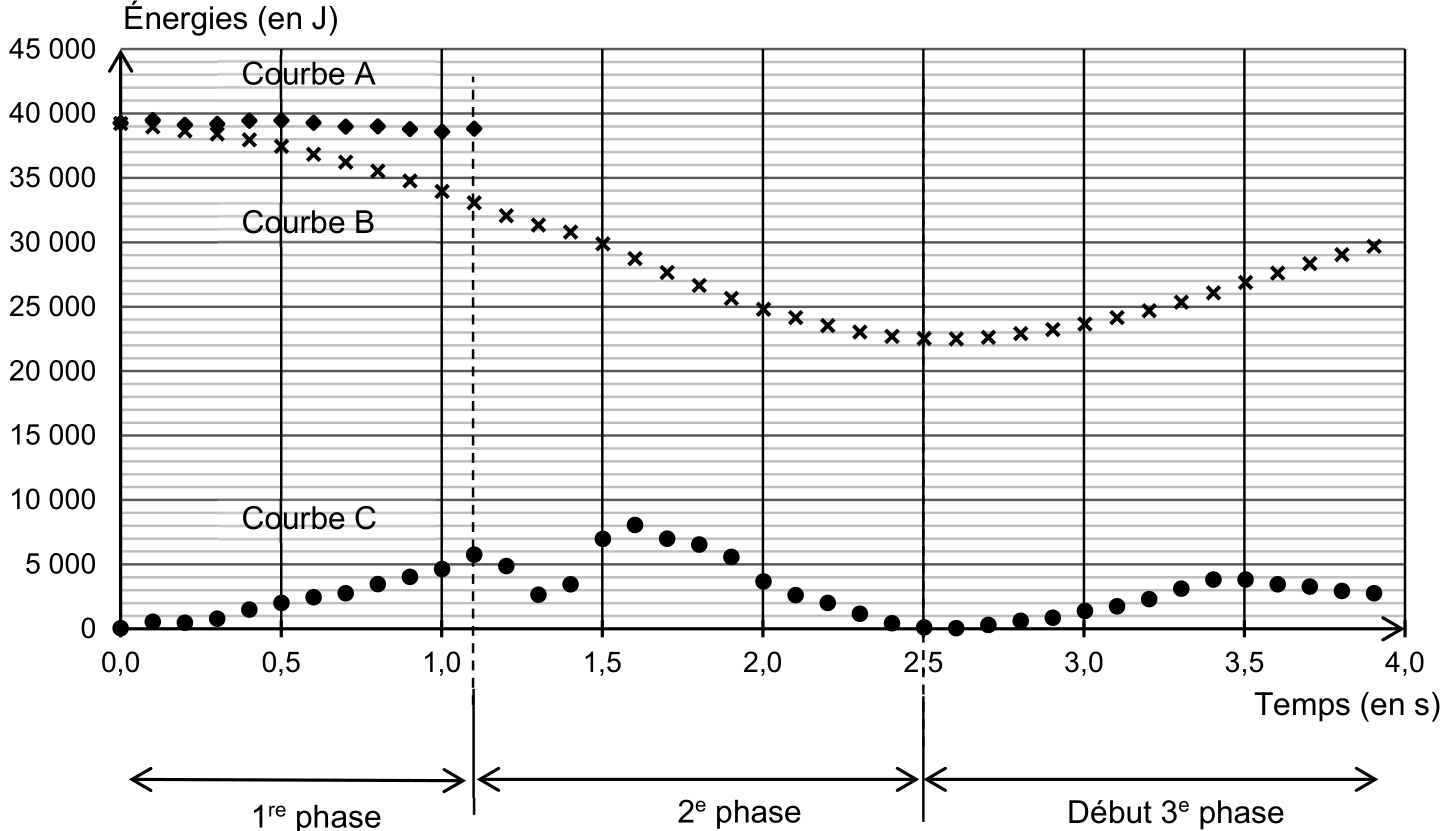 Énergies (en J)
45 000
Courbe A
40 000
35 000
Courbe B
30 000
25 000
20 000
15 000
10 000
Courbe C
5 000
0
0,0 0,5 1,0 1,5 2,0 2,5 3,0 3,5 4,0
Temps (en s)
1re phase 2e phase Début 3e phase